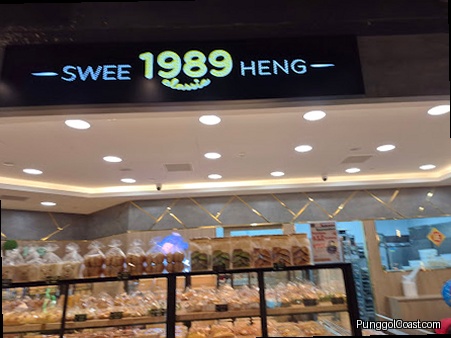 SWEE 1989 HENG
classic
PunggolCoast.com